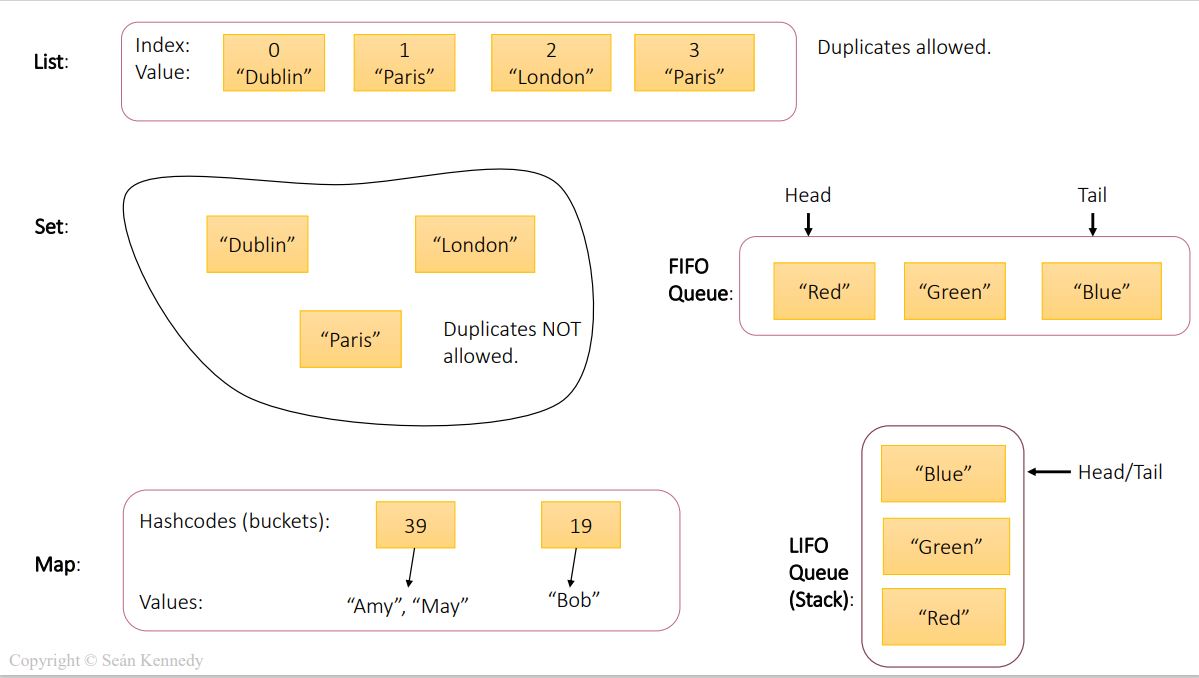 List:
Index: 0 1 2 3
Value: “Dublin” “Paris” “London” “Paris”
Duplicates allowed.
Set:
“Dublin” “London”
“Paris”
Duplicates NOT
allowed.
Head Tail
FIFO
Queue:
“Red” “Green” “Blue”
Map:
Hashcodes (buckets): 39 19
Values: “Amy”, “May” “Bob”
LIFO
Queue
(Stack):
“Blue”
Head/Tail
“Green”
“Red”
Copyright © Seán Kennedy